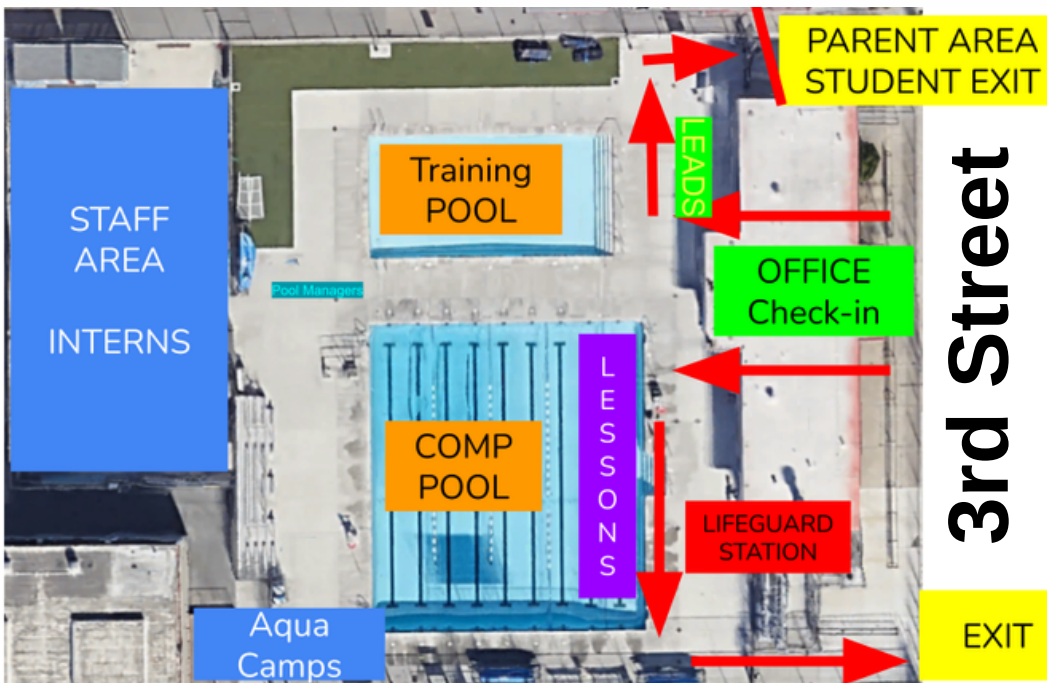 PARENT AREA
STUDENT EXIT
LEADS
Training
POOL
STAFF
AREA
INTERNS
OFFICE
Check-in
Pool Managers
3rd Street
LESSONS
COMP
POOL
LIFEGUARD
STATION
Aqua
Camps
EXIT